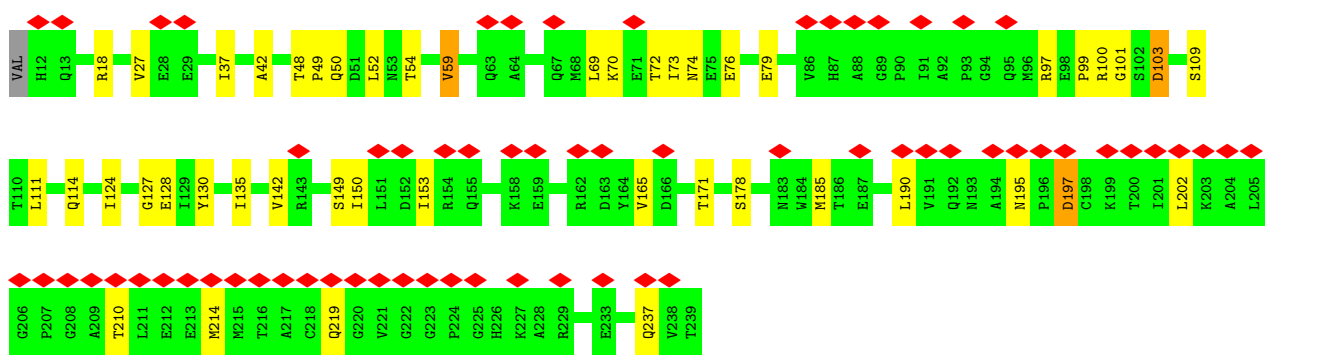 VAL H12 Q13 R18 V27 E28 E29 I37 A42 T48 P49 Q50 D51 L52 N53 T54 V59 Q63 A64 Q67 M68 L69 K70 E71 T72 I73 N74 E75 E76 E79 V86 H87 A88 G89 P90 I91 A92 P93 G94 Q95 M96 R97 E98 P99 R100 G101 S102 D103 S109
T110 L111 Q114 I124 G127 E128 I129 Y130 I135 V142 R143 S149 I150 L151 D152 I153 R154 Q155 K158 E159 R162 D163 Y164 V165 D166 T171 S178 N183 W184 M185 T186 E187 L190 V191 Q192 N193 A194 N195 P196 D197 C198 K199 T200 I201 L202 K203 A204 L205
G206 P207 G208 A209 T210 L211 E212 E213 M214 M215 T216 A217 C218 Q219 G220 V221 G222 G223 P224 G225 H226 K227 A228 R229 E233 Q237 V238 T239